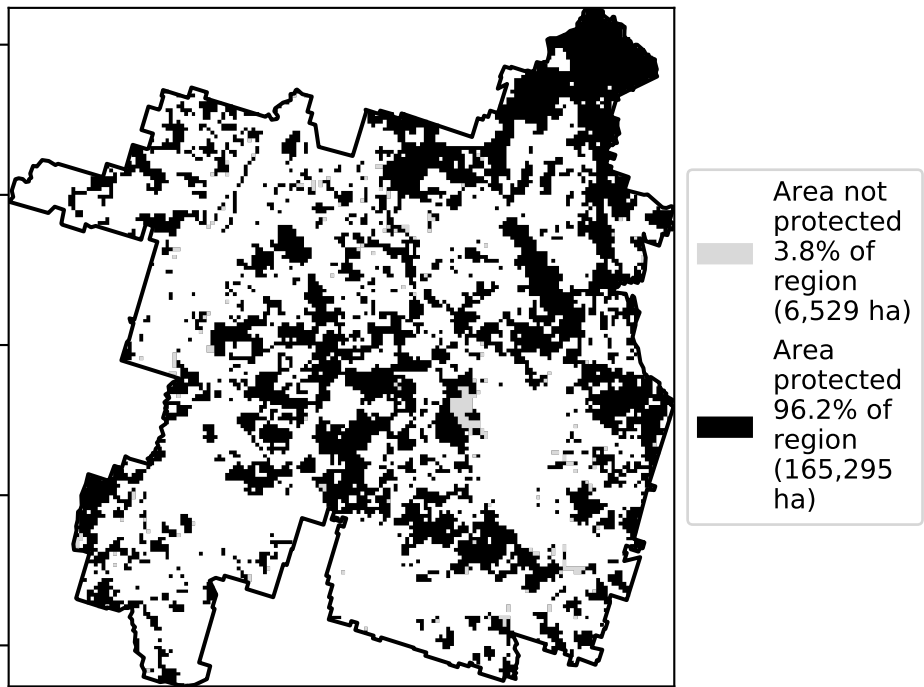 Area not
protected
3.8% of
region
(6,529 ha)
Area
protected
96.2% of
region
(165,295
ha)